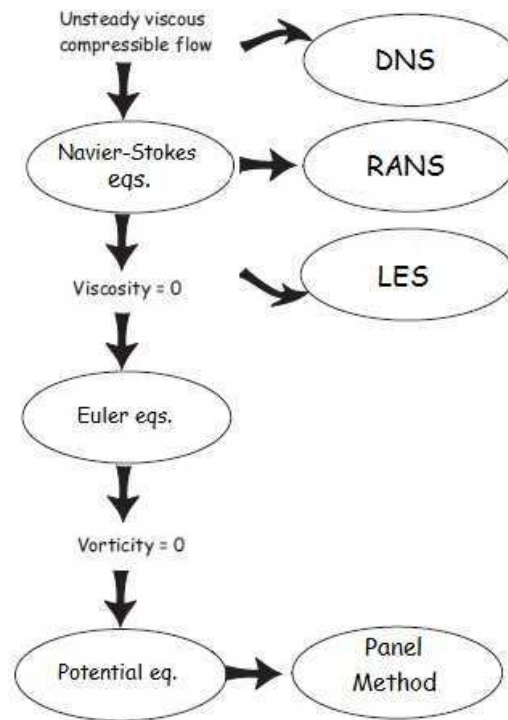 Unsteady viscous
compressible flow
DNS
Navier-Stokes
eqs.
RANS
LES
Viscosity = 0
Euler eqs.
Vorticity = 0
Potential eq.
Panel
Method